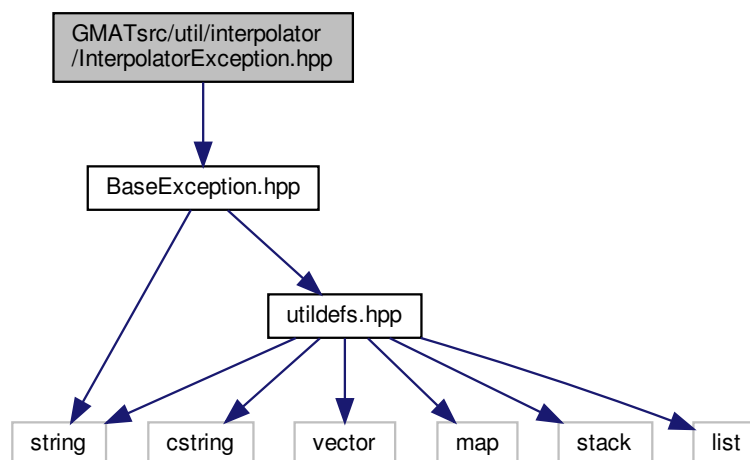 GMATsrc/util/interpolator
/InterpolatorException.hpp
BaseException.hpp
utildefs.hpp
string
cstring
vector
map
stack
list